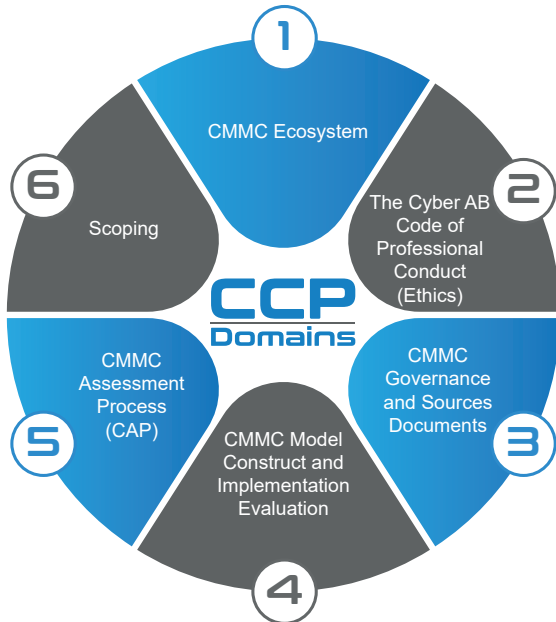 1
CMMC Ecosystem
2
The Cyber AB
Code of
Professional
Conduct
(Ethics)
3
CMMC
Governance
and Sources
Documents
4
CMMC Model
Construct and
Implementation
Evaluation
5
CMMC
Assessment
Process
(CAP)
6
Scoping
CCP
Domains